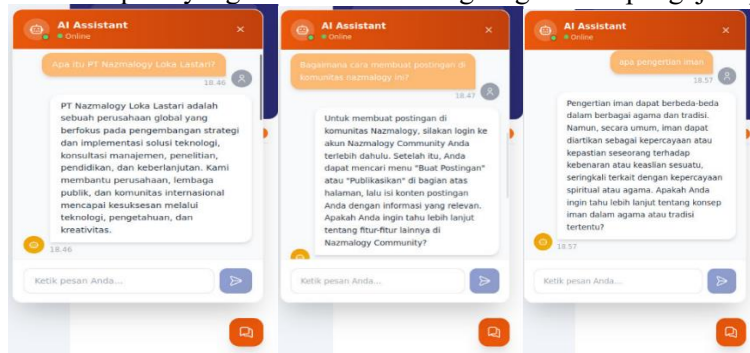 AI Assistant
Online
Apa itu PT Nazmalogy Loka Lastari?
18.46
PT Nazmalogy Loka Lastari adalah
sebuah perusahaan global yang
berfokus pada pengembangan strategi
dan implementasi solusi teknologi,
konsultasi manajemen, penelitian,
pendidikan, dan keberlanjutan. Kami
membantu perusahaan, lembaga
publik, dan komunitas internasional
mencapai kesuksesan melalui
teknologi, pengetahuan, dan
kreativitas.
18.46
Ketik pesan Anda...
AI Assistant
Online
Bagaimana cara membuat postingan di
komunitas nazmalogy ini?
18.47
Untuk membuat postingan di
komunitas Nazmalogy, silakan login ke
akun Nazmalogy Community Anda
terlebih dahulu. Setelah itu, Anda
dapat mencari menu "Buat Postingan"
atau "Publikasikan" di bagian atas
halaman, lalu isi konten postingan
Anda dengan informasi yang relevan.
Apakah Anda ingin tahu lebih lanjut
tentang fitur-fitur lainnya di
Nazmalogy Community?
Ketik pesan Anda...
AI Assistant
Online
apa pengertian iman
18.57
Pengertian iman dapat berbeda-beda
dalam berbagai agama dan tradisi.
Namun, secara umum, iman dapat
diartikan sebagai kepercayaan atau
kepastian seseorang terhadap
kebenaran atau keaslian sesuatu,
seringkali terkait dengan kepercayaan
spiritual atau agama. Apakah Anda
ingin tahu lebih lanjut tentang konsep
iman dalam agama atau tradisi
tertentu?
18.57
Ketik pesan Anda...